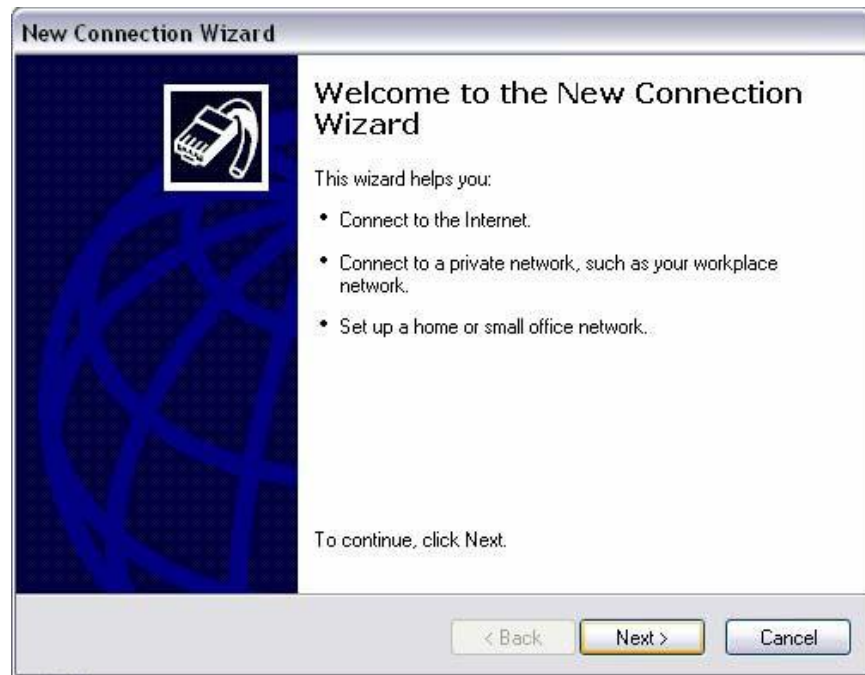 New Connection Wizard
Welcome to the New Connection
Wizard
This wizard helps you:
• Connect to the Internet.
• Connect to a private network, such as your workplace
network.
• Set up a home or small office network.
To continue, click Next.
< Back
Next >
Cancel